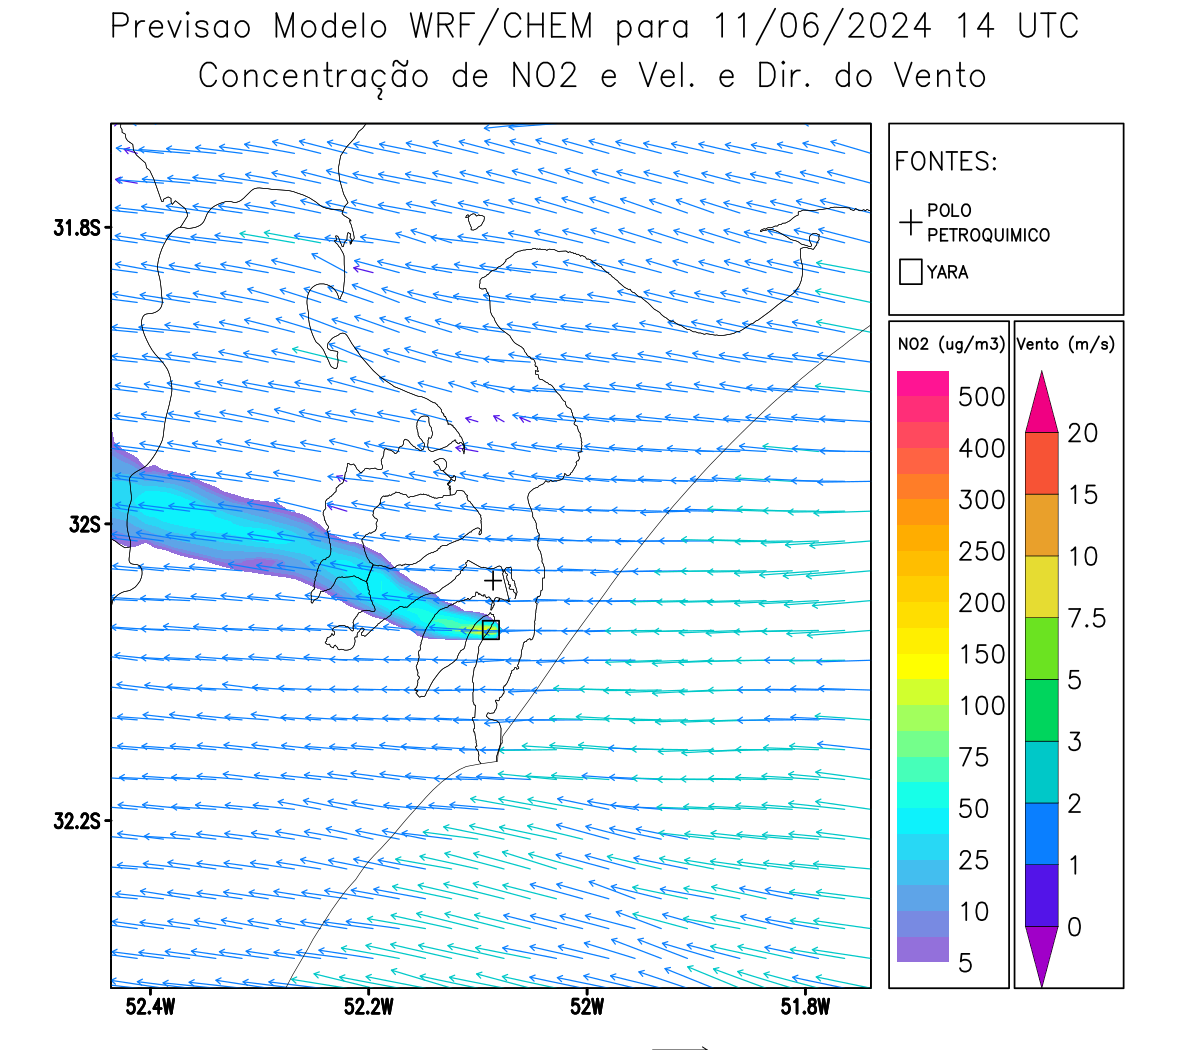 Previsao Modelo WRF/CHEM para 11/06/2024 14 UTC
Concentração de NO2 e Vel. e Dir. do Vento
FONTES:
POLO
PETROQUIMICO
YARA
NO2 (ug/m3)
500
400
300
250
200
150
100
75
50
25
10
5
Vento (m/s)
20
15
10
7.5
5
3
2
1
0
31.8S
32S
32.2S
52.4W
52.2W
52W
51.8W